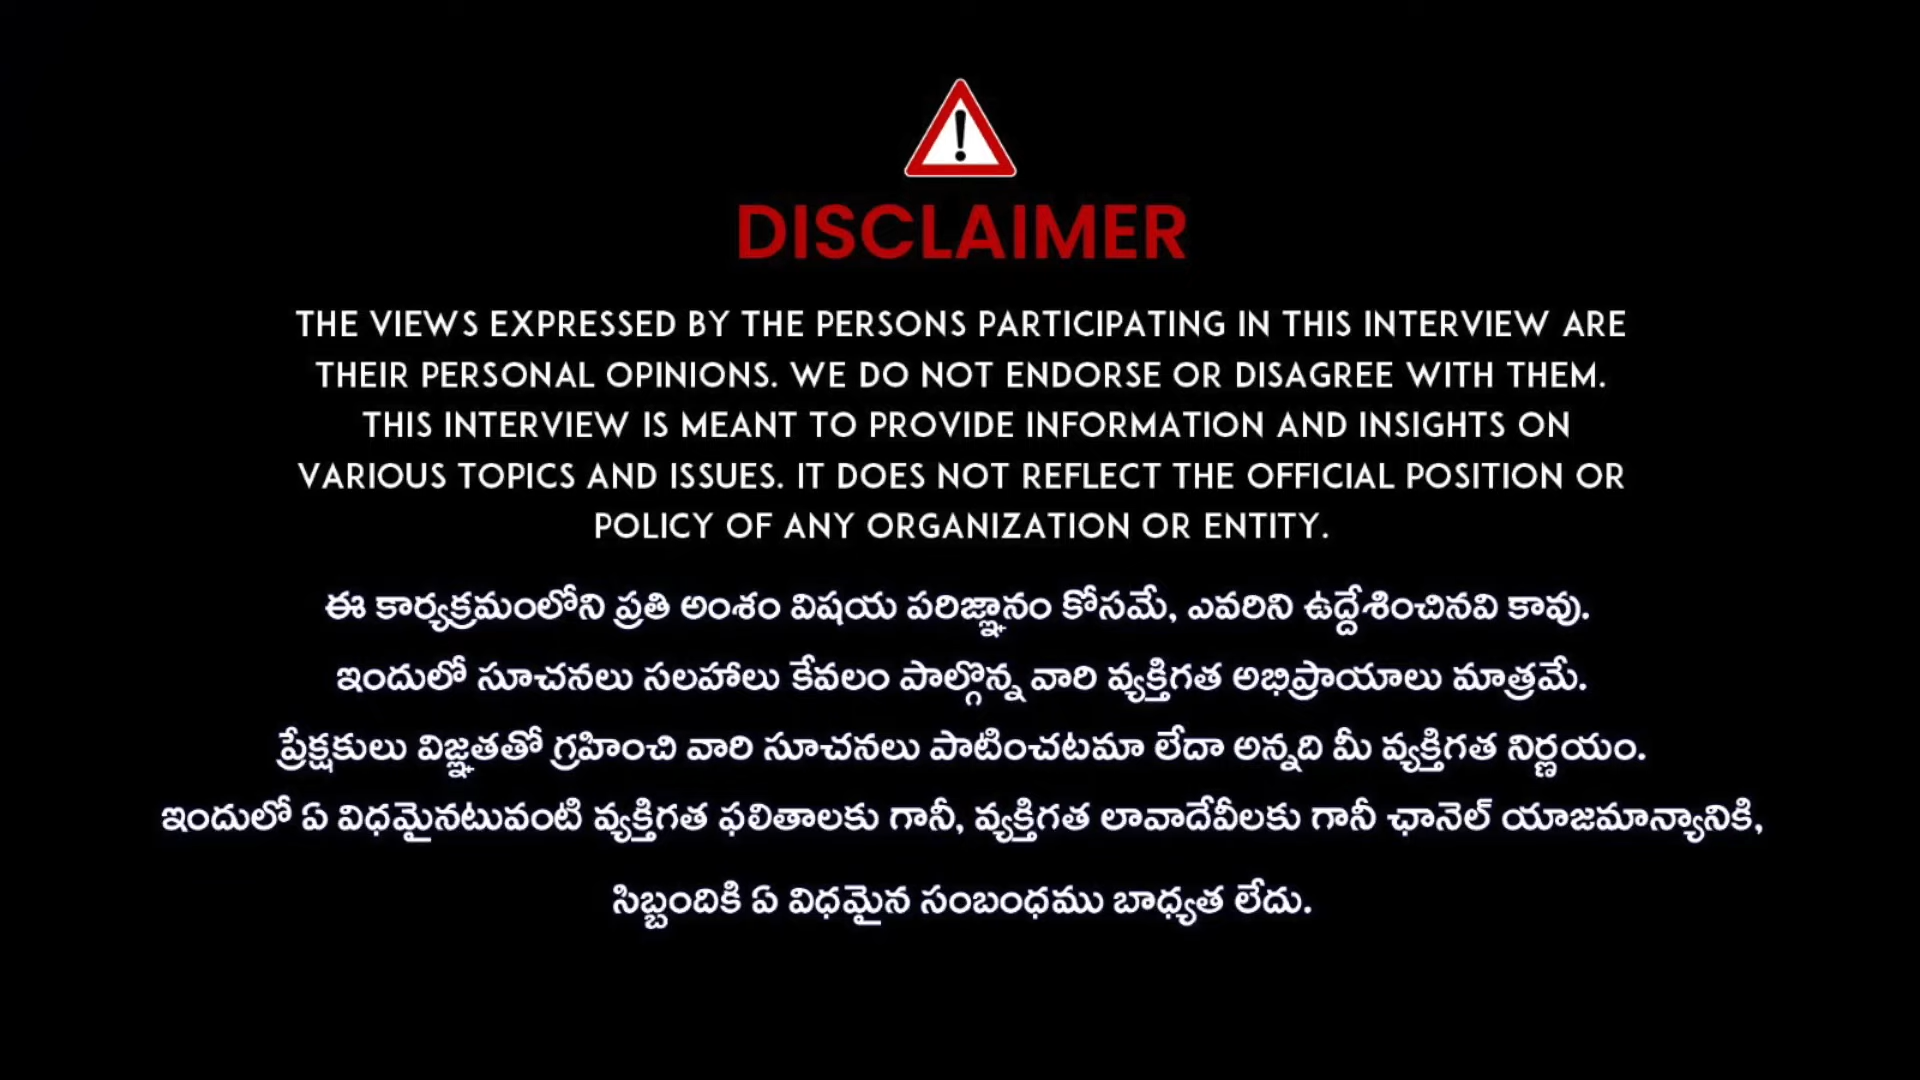 DISCLAIMER
THE VIEWS EXPRESSED BY THE PERSONS PARTICIPATING IN THIS INTERVIEW ARE
THEIR PERSONAL OPINIONS. WE DO NOT ENDORSE OR DISAGREE WITH THEM.
THIS INTERVIEW IS MEANT TO PROVIDE INFORMATION AND INSIGHTS ON
VARIOUS TOPICS AND ISSUES. IT DOES NOT REFLECT THE OFFICIAL POSITION OR
POLICY OF ANY ORGANIZATION OR ENTITY.
ఈ కార్యక్రమంలోని ప్రతి అంశం విషయ పరిజ్ఞానం కోసమే, ఎవరిని ఉద్దేశించినవి కావు.
ఇందులో సూచనలు సలహాలు కేవలం పాల్గొన్న వారి వ్యక్తిగత అభిప్రాయాలు మాత్రమే.
ప్రేక్షకులు విజ్ఞతతో గ్రహించి వారి సూచనలు పాటించటమా లేదా అన్నది మీ వ్యక్తిగత నిర్ణయం.
ఇందులో ఏ విధమైనటువంటి వ్యక్తిగత ఫలితాలకు గానీ, వ్యక్తిగత లావాదేవీలకు గానీ ఛానెల్ యాజమాన్యానికి,
సిబ్బందికి ఏ విధమైన సంబంధము బాధ్యత లేదు.